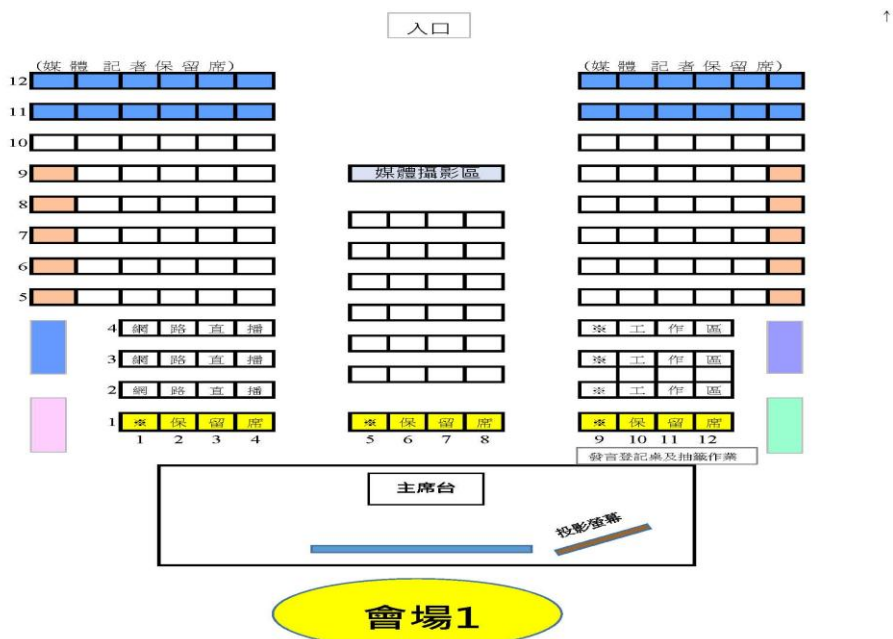 ↑
入口
(媒 體 記 者 保 留 席) (媒 體 記 者 保 留 席)
12
11
10
9 媒體攝影區
8
7
6
5
4 網 路 直 播 ※ 工 作 區
3 網 路 直 播 ※ 工 作 區
2 網 路 直 播 ※ 工 作 區
1 ※ 保 留 席 ※ 保 留 席 ※ 保 留 席
1 2 3 4 5 6 7 8 9 10 11 12
發言登記桌及抽籤作業
主席台
投影螢幕
會場1